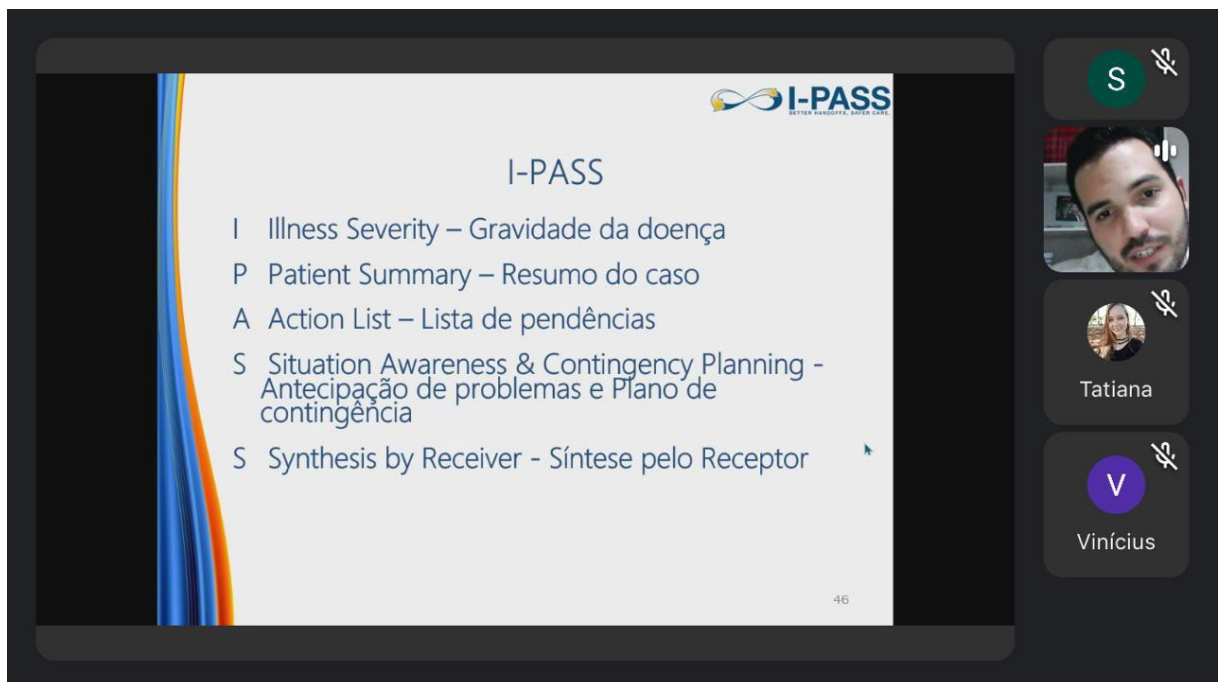 I-PASS
BETTER HANDOFFS. SAFER CARE.
I-PASS
I Illness Severity – Gravidade da doença
P Patient Summary – Resumo do caso
A Action List – Lista de pendências
S Situation Awareness & Contingency Planning -
Antecipação de problemas e Plano de
contingência
S Synthesis by Receiver - Síntese pelo Receptor
46
S
Tatiana
V
Vinícius